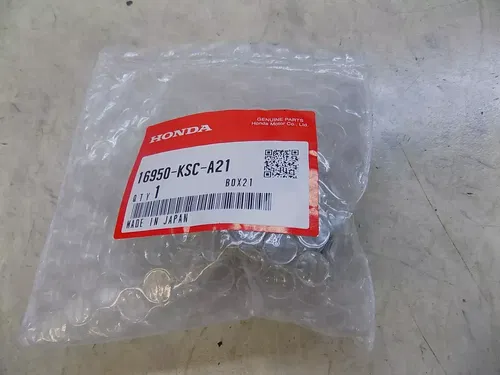 GENUINE PARTS
Honda Motor Co., Ltd.
HONDA
16950-KSC-A21
QTY 1 BOX21
MADE IN JAPAN